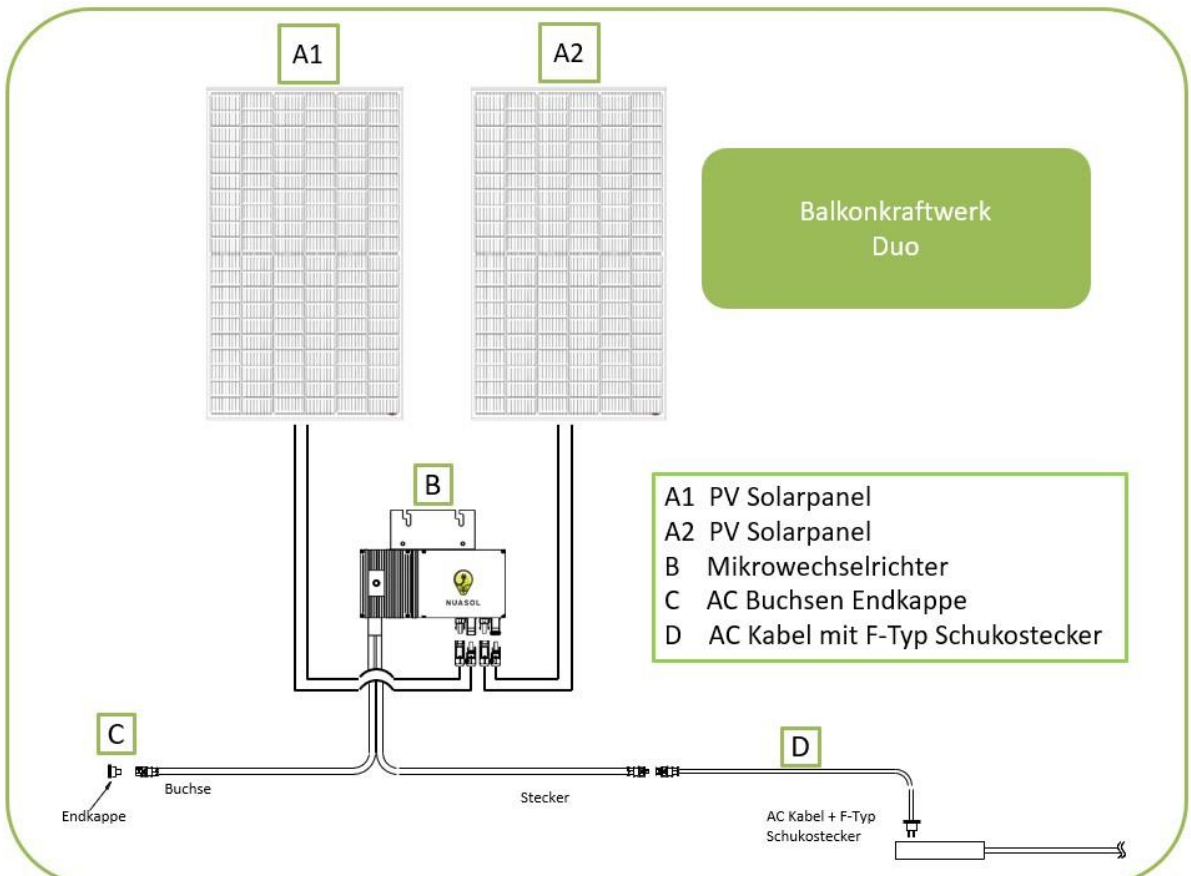 A1
A2
Balkonkraftwerk
Duo
B
NUASOL
A1 PV Solarpanel
A2 PV Solarpanel
B Mikrowechselrichter
C AC Buchsen Endkappe
D AC Kabel mit F-Typ Schukostecker
C
D
Buchse
Stecker
Endkappe
AC Kabel + F-Typ
Schukostecker